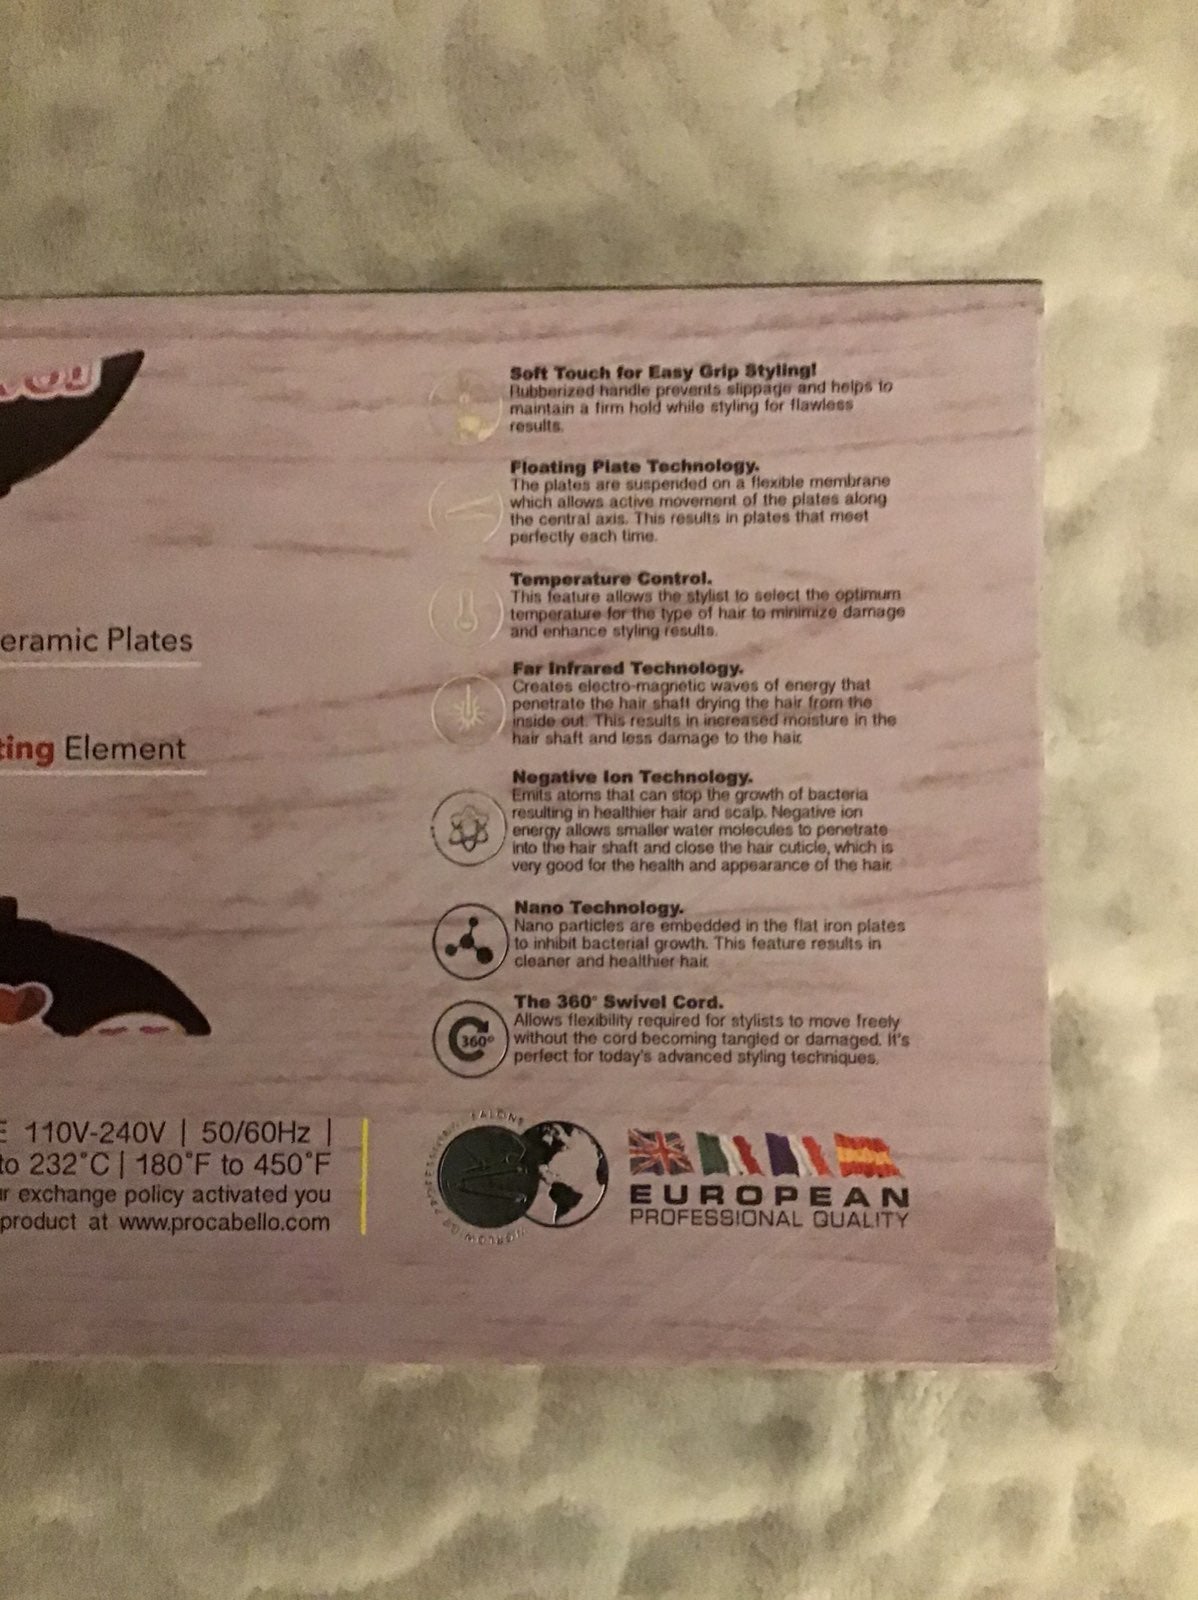 Soft Touch for Easy Grip Styling!
Rubberized handle prevents slippage and helps to
maintain a firm hold while styling for flawless
results.
Floating Plate Technology.
The plates are suspended on a flexible membrane
which allows active movement of the plates along
the central axis. This results in plates that meet
perfectly each time.
Temperature Control.
This feature allows the stylist to select the optimum
temperature for the type of hair to minimize damage
and enhance styling results.
Far Infrared Technology.
Creates electro-magnetic waves of energy that
penetrate the hair shaft drying the hair from the
inside out. This results in increased moisture in the
hair shaft and less damage to the hair.
Negative Ion Technology.
Emits atoms that can stop the growth of bacteria
resulting in healthier hair and scalp. Negative ion
energy allows smaller water molecules to penetrate
into the hair shaft and close the hair cuticle, which is
very good for the health and appearance of the hair.
Nano Technology.
Nano particles are embedded in the flat iron plates
to inhibit bacterial growth. This feature results in
cleaner and healthier hair.
360°
The 360° Swivel Cord.
Allows flexibility required for stylists to move freely
without the cord becoming tangled or damaged. It's
perfect for today's advanced styling techniques.
eramic Plates
ting Element
E 110V-240V | 50/60Hz |
to 232°C | 180°F to 450°F
ur exchange policy activated you
product at www.procabello.com
EUROPEAN
PROFESSIONAL QUALITY